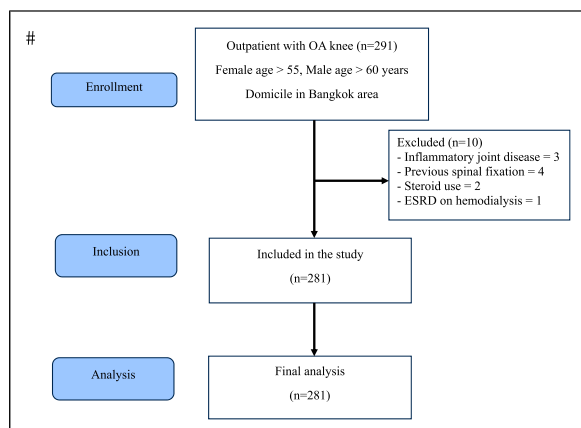 #
Outpatient with OA knee (n=291)
Female age > 55, Male age > 60 years
Domicile in Bangkok area
Enrollment
Excluded (n=10)
- Inflammatory joint disease = 3
- Previous spinal fixation = 4
- Steroid use = 2
- ESRD on hemodialysis = 1
Inclusion
Included in the study
(n=281)
Analysis
Final analysis
(n=281)